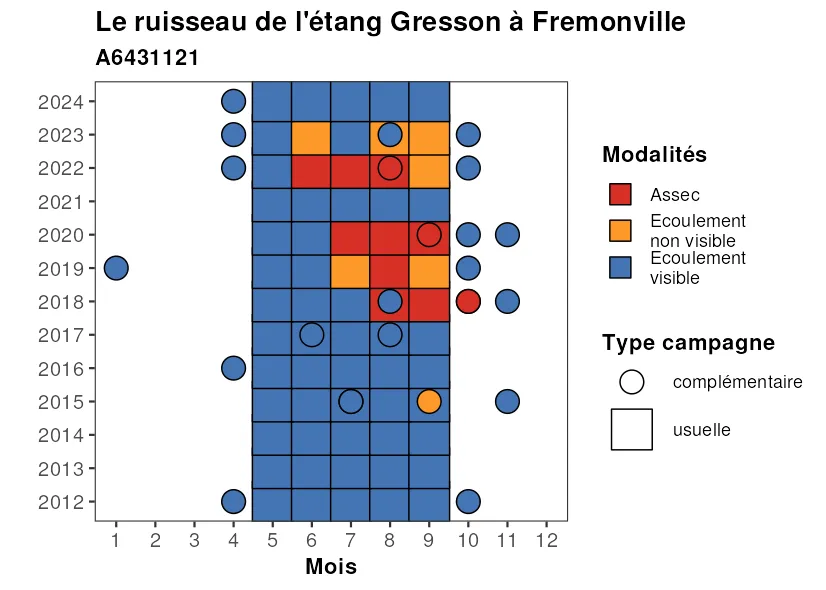 Le ruisseau de l'étang Gresson à Fremonville
A6431121
2024
2023
2022
2021
2020
2019
2018
2017
2016
2015
2014
2013
2012
1 2 3 4 5 6 7 8 9 10 11 12
Mois
Modalités
Assec
Ecoulement
non visible
Ecoulement
visible
Type campagne
complémentaire
usuelle